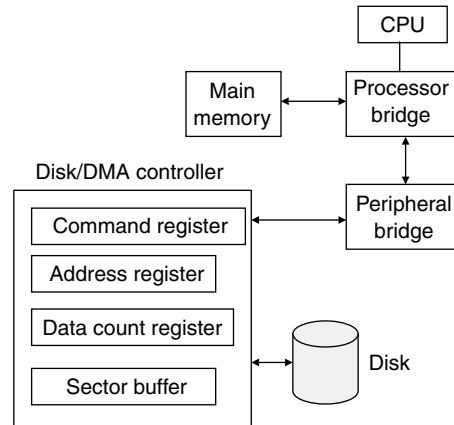 CPU
Main
memory
Processor
bridge
Disk/DMA controller
Peripheral
bridge
Command register
Address register
Data count register
Disk
Sector buffer